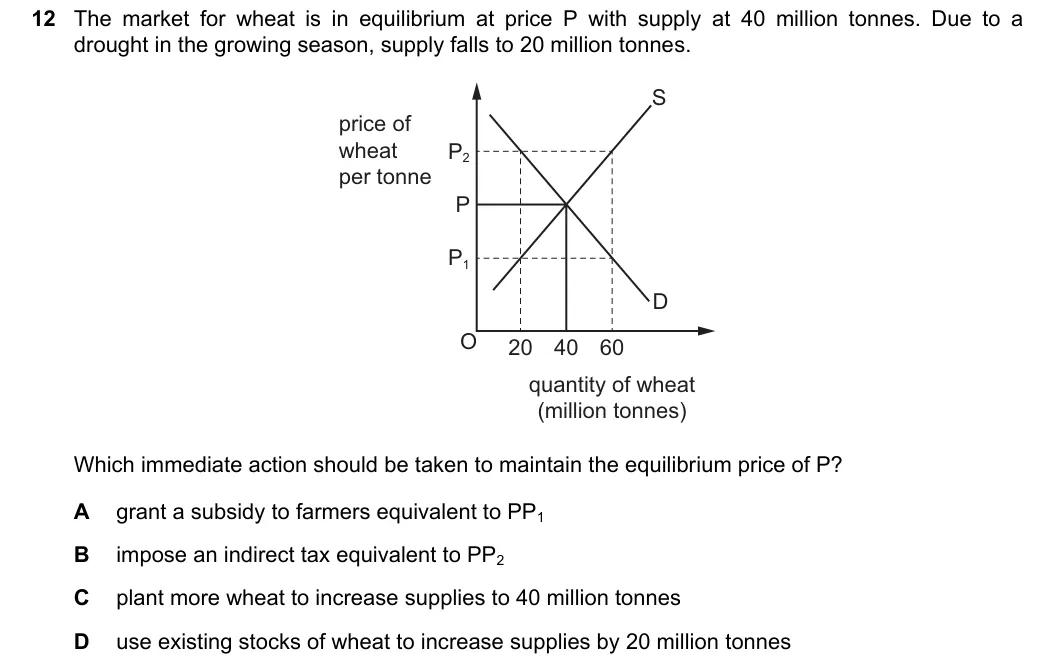 12 The market for wheat is in equilibrium at price P with supply at 40 million tonnes. Due to a
drought in the growing season, supply falls to 20 million tonnes.
S
price of
wheat
per tonne
P₂
P
P₁
D
O
20 40 60
quantity of wheat
(million tonnes)
Which immediate action should be taken to maintain the equilibrium price of P?
A grant a subsidy to farmers equivalent to PP₁
B impose an indirect tax equivalent to PP₂
C plant more wheat to increase supplies to 40 million tonnes
D use existing stocks of wheat to increase supplies by 20 million tonnes